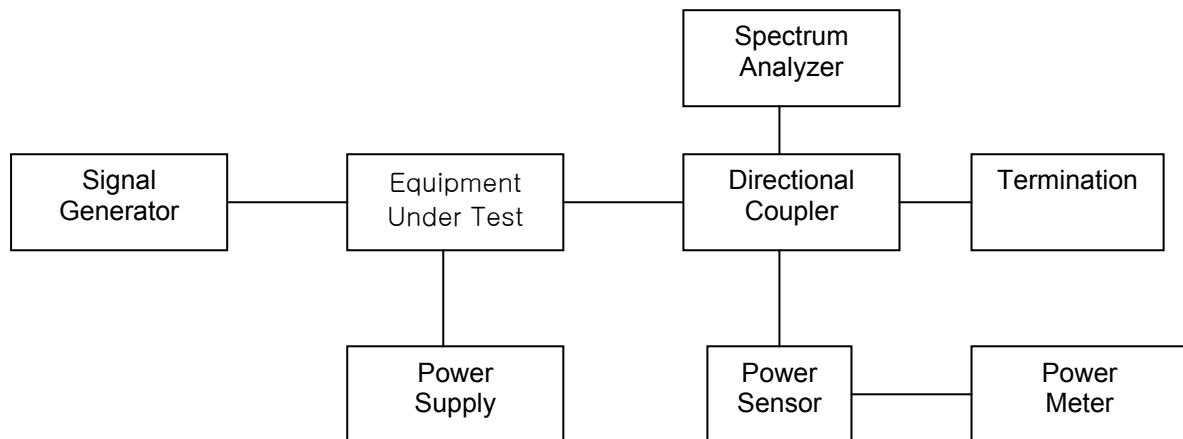 Spectrum
Analyzer
Signal
Generator
Equipment
Under Test
Directional
Coupler
Termination
Power
Supply
Power
Sensor
Power
Meter